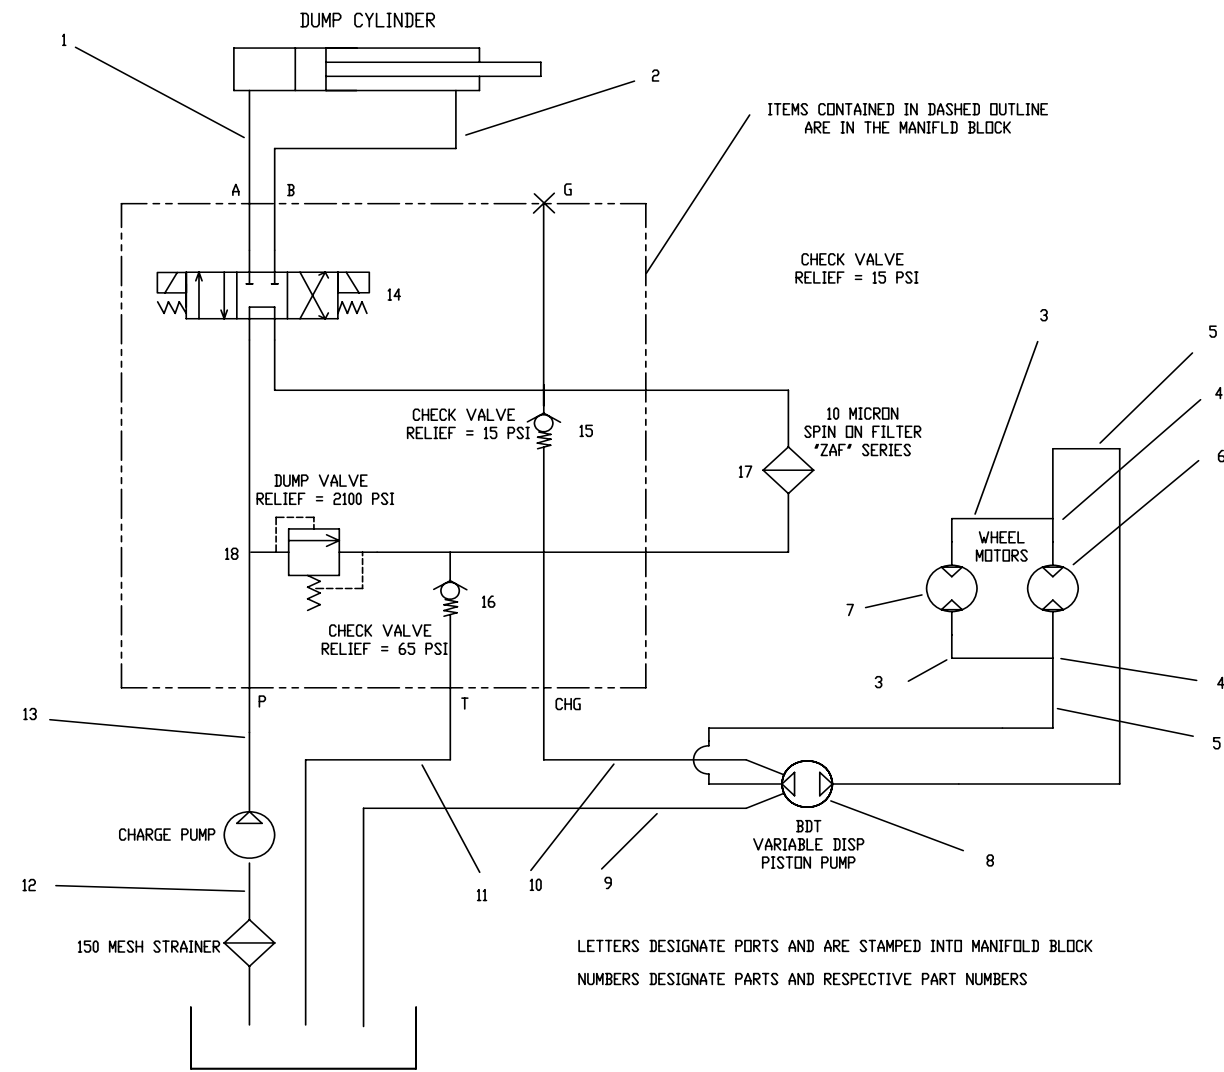 DUMP CYLINDER
1
2
ITEMS CONTAINED IN DASHED OUTLINE
ARE IN THE MANIFLD BLOCK
A
B
G
CHECK VALVE
RELIEF = 15 PSI
14
3
5
4
CHECK VALVE
RELIEF = 15 PSI
15
10 MICRON
SPIN ON FILTER
"ZAF" SERIES
17
6
DUMP VALVE
RELIEF = 2100 PSI
18
WHEEL
MOTORS
16
7
CHECK VALVE
RELIEF = 65 PSI
3
4
P
T
CHG
13
5
CHARGE PUMP
BDT
VARIABLE DISP
PISTON PUMP
8
12
11
10
9
150 MESH STRAINER
LETTERS DESIGNATE PORTS AND ARE STAMPED INTO MANIFOLD BLOCK
NUMBERS DESIGNATE PARTS AND RESPECTIVE PART NUMBERS